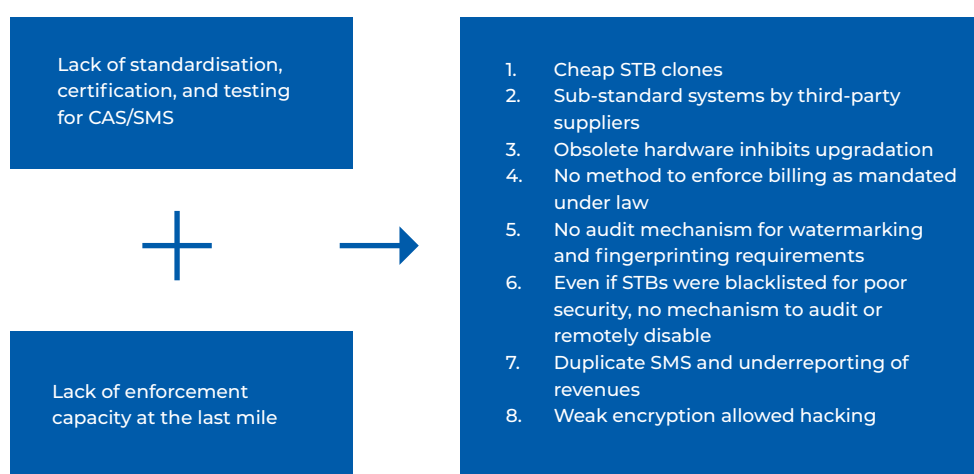 Lack of standardisation,
certification, and testing
for CAS/SMS
Lack of enforcement
capacity at the last mile
1. Cheap STB clones
2. Sub-standard systems by third-party
suppliers
3. Obsolete hardware inhibits upgradation
4. No method to enforce billing as mandated
under law
5. No audit mechanism for watermarking
and fingerprinting requirements
6. Even if STBs were blacklisted for poor
security, no mechanism to audit or
remotely disable
7. Duplicate SMS and underreporting of
revenues
8. Weak encryption allowed hacking